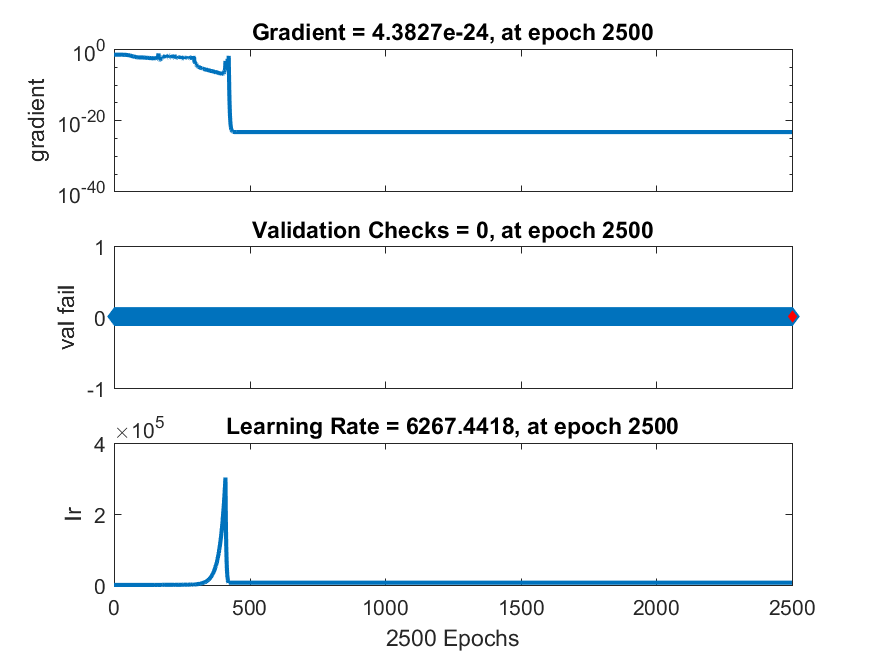 Gradient = 4.3827e-24, at epoch 2500
10^0
10^-20
10^-40
gradient
Validation Checks = 0, at epoch 2500
1
0
-1
val fail
Learning Rate = 6267.4418, at epoch 2500
×10^5
4
2
0
lr
0 500 1000 1500 2000 2500
2500 Epochs